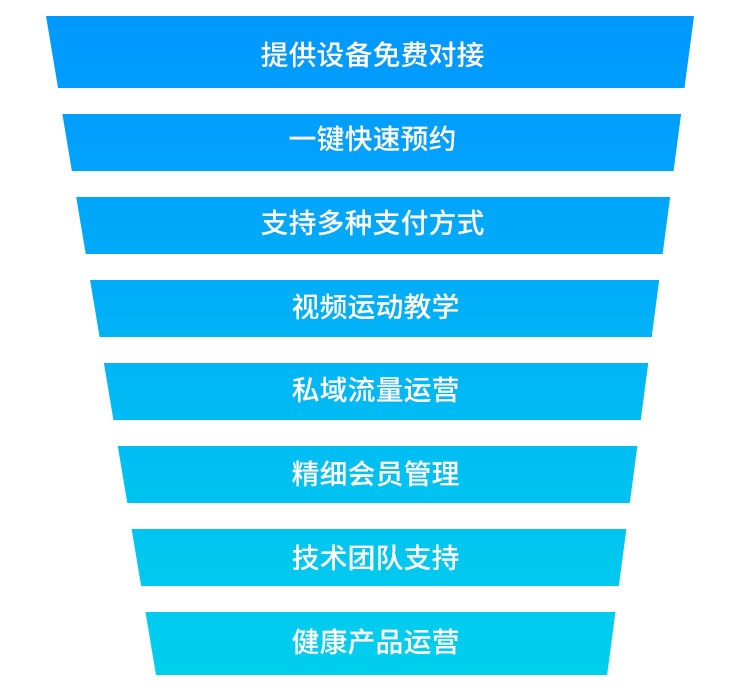 提供设备免费对接
一键快速预约
支持多种支付方式
视频运动教学
私域流量运营
精细会员管理
技术团队支持
健康产品运营